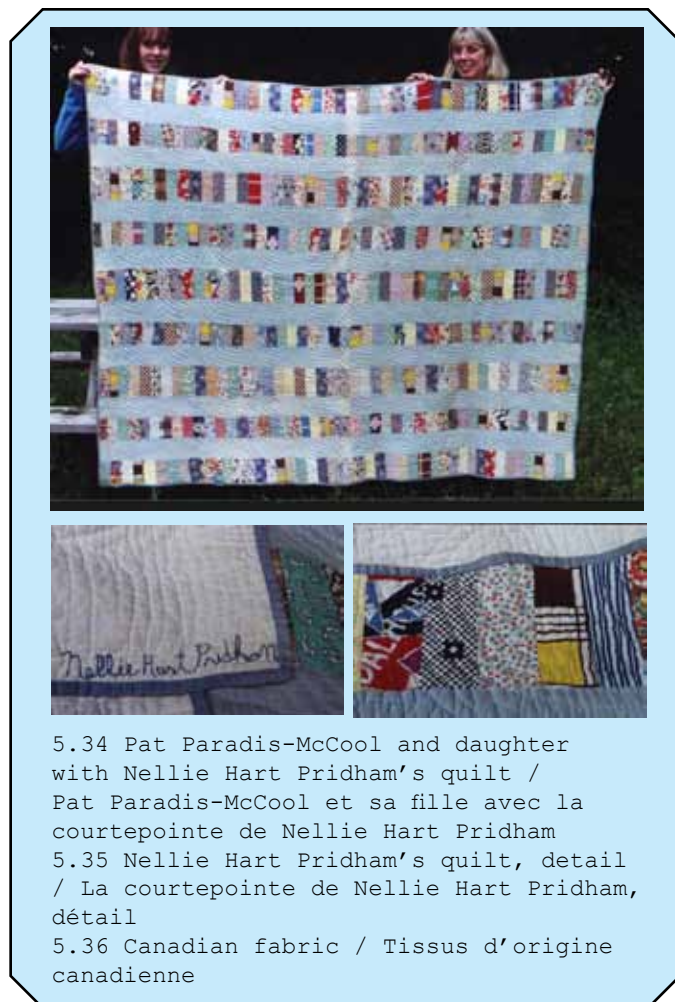 Nellie Hart Pridham
5.34 Pat Paradis-McCool and daughter
with Nellie Hart Pridham’s quilt /
Pat Paradis-McCool et sa fille avec la
courtepointe de Nellie Hart Pridham
5.35 Nellie Hart Pridham’s quilt, detail
/ La courtepointe de Nellie Hart Pridham,
détail
5.36 Canadian fabric / Tissus d’origine
canadienne